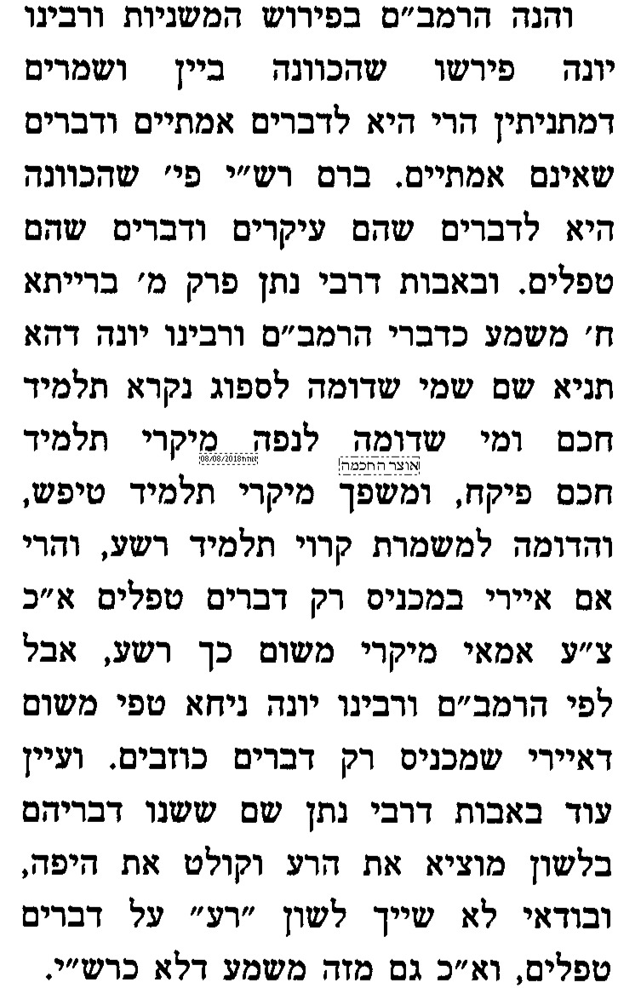 והנה הרמב״ם בפירוש המשניות ורבינו
יונה פירשו שהכוונה ביין ושמרים
דמתניתין הרי היא לדברים אמתיים ודברים
שאינם אמתיים. ברם רש״י פי׳ שהכוונה
היא לדברים שהם עיקרים ודברים שהם
טפלים. ובאבות דרבי נתן פרק מ׳ ברייתא
ח׳ משמע כדברי הרמב״ם ורבינו יונה דהא
תניא שם שמי שדומה לספוג נקרא תלמיד
חכם ומי שדומה לנפה מיקרי תלמיד
אוצר החכמה
אחח08/08/2018
חכם פיקח, ומשפך מיקרי תלמיד טיפש,
והדומה למשמרת קרוי תלמיד רשע, והרי
אם איירי במכניס רק דברים טפלים א״כ
צ״ע אמאי מיקרי משום כך רשע, אבל
לפי הרמב״ם ורבינו יונה ניחא טפי משום
דאיירי שמכניס רק דברים כוזבים. ועיין
עוד באבות דרבי נתן שם ששנו דבריהם
בלשון מוציא את הרע וקולט את היפה,
ובודאי לא שייך לשון ״רע״ על דברים
טפלים, וא״כ גם מזה משמע דלא כרש״י.